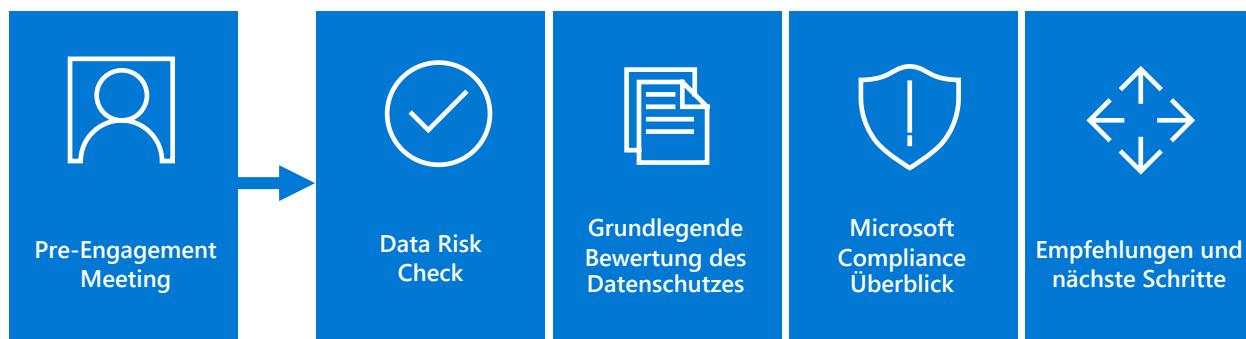 Pre-Engagement
Meeting
Data Risk
Check
Grundlegende
Bewertung des
Datenschutzes
Microsoft
Compliance
Überblick
Empfehlungen und
nächste Schritte